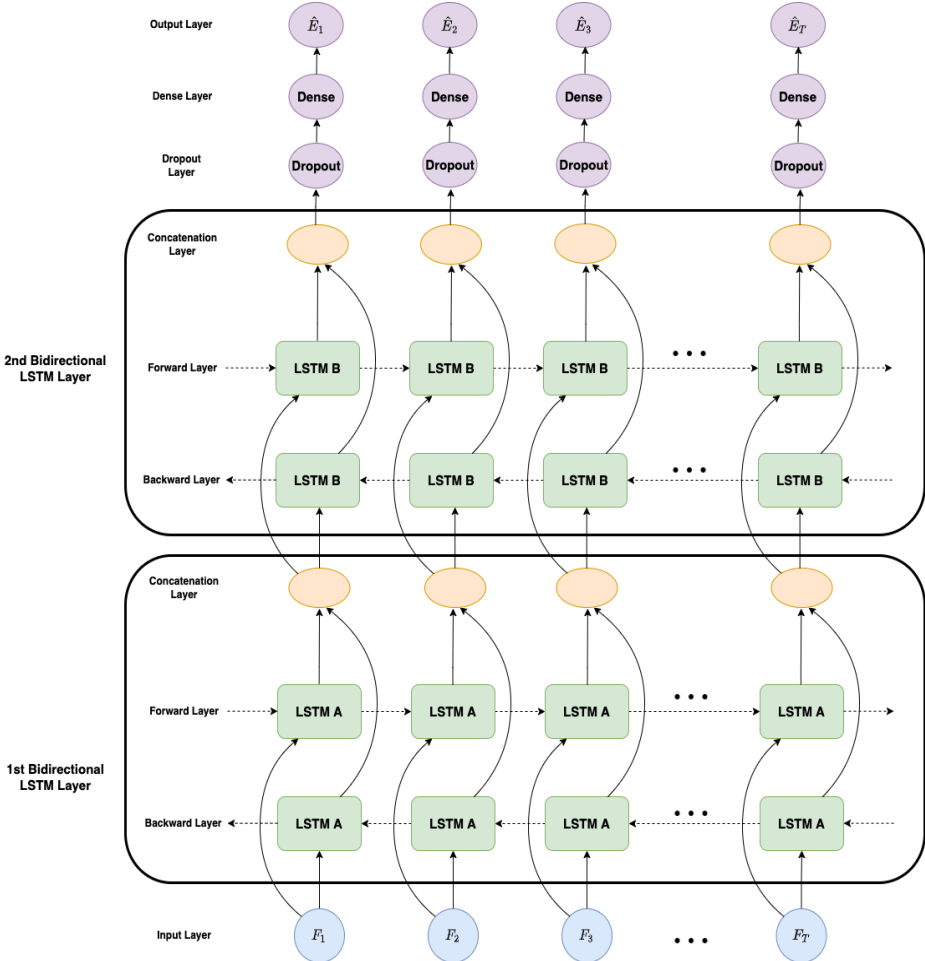 Output Layer
Ê₁ Ê₂ Ê₃ Ê_T
Dense Layer
Dense Dense Dense Dense
Dropout
Layer
Dropout Dropout Dropout Dropout
Concatenation
Layer
2nd Bidirectional
LSTM Layer
Forward Layer
LSTM B LSTM B LSTM B • • • LSTM B
Backward Layer
LSTM B LSTM B LSTM B • • • LSTM B
Concatenation
Layer
Forward Layer
LSTM A LSTM A LSTM A • • • LSTM A
1st Bidirectional
LSTM Layer
Backward Layer
LSTM A LSTM A LSTM A • • • LSTM A
Input Layer
F₁ F₂ F₃ • • • F_T